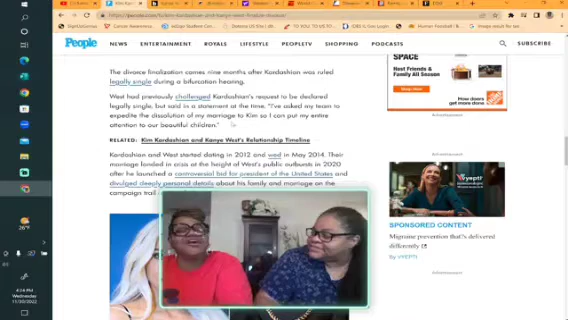 People
NEWS ENTERTAINMENT ROYALS LIFESTYLE PEOPLETV SHOPPING PODCASTS
SUBSCRIBE
The divorce finalization comes nine months after Kardashian was ruled
legally single during a bifurcation hearing.
West had previously challenged Kardashian's request to be declared
legally single, but said in a statement at the time, "I've asked my team to
expedite the dissolution of my marriage to Kim so I can put my entire
attention to our beautiful children."
RELATED: Kim Kardashian and Kanye West's Relationship Timeline
Kardashian and West started dating in 2012 and wed in May 2014. Their
marriage landed in crisis at the height of West's public outbursts in 2020
after he launched a controversial bid for president of the United States and
divulged deeply personal details about his family and marriage on the
campaign trail
SPACE
Host Friends &
Family All Season
More doors to
get more done.
Advertisement
SPONSORED CONTENT
Migraine prevention that's delivered
differently
by VYEPTI
Advertisement
26°F
4:14 PM
Wednesday
11/30/2022